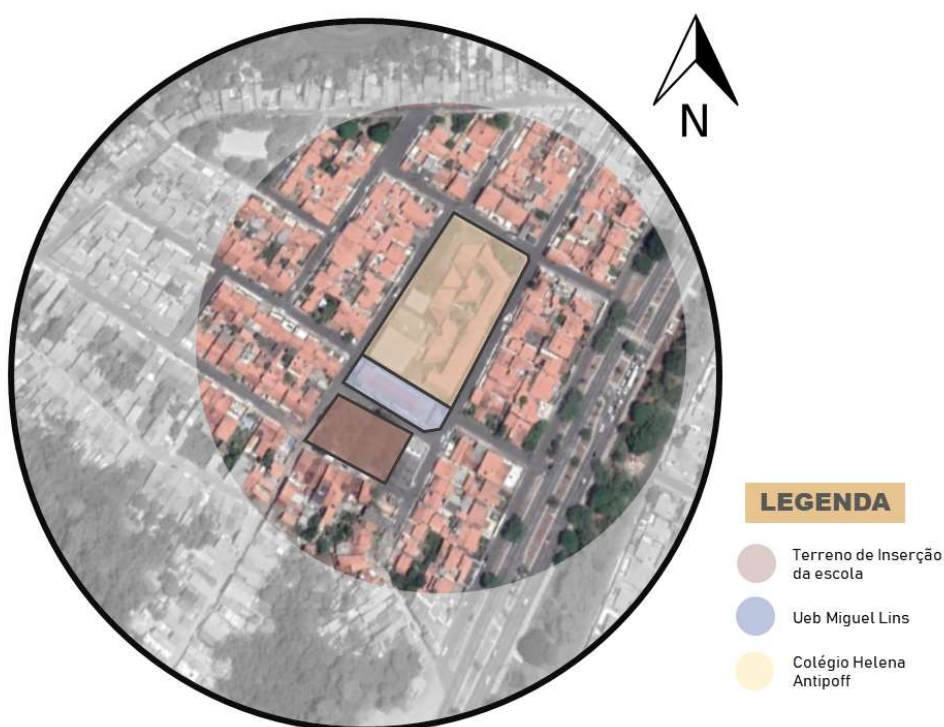 N
LEGENDA
Terreno de Inserção
da escola
Ueb Miguel Lins
Colégio Helena
Antipoff